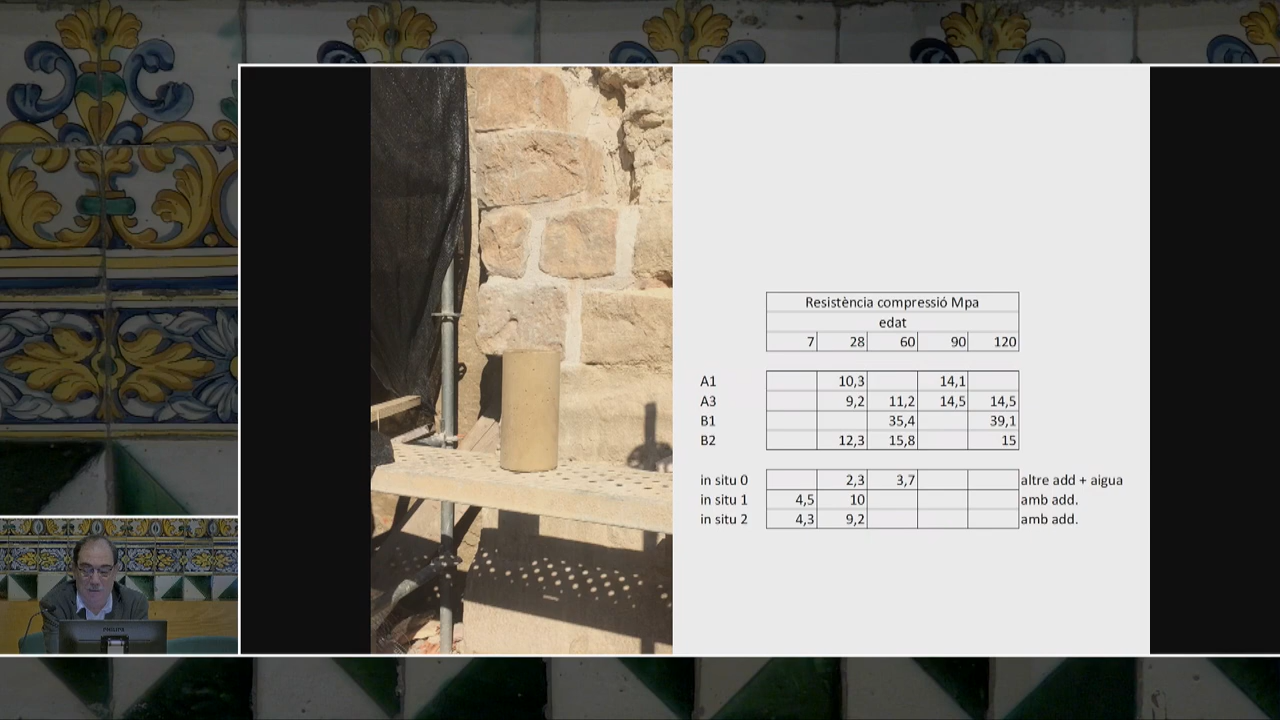 Resistència compressió Mpa
edat
7 28 60 90 120
A1 10,3 14,1
A3 9,2 11,2 14,5 14,5
B1 35,4 39,1
B2 12,3 15,8 15
in situ 0 2,3 3,7 altre add + aigua
in situ 1 4,5 10 amb add.
in situ 2 4,3 9,2 amb add.
PHILIPS